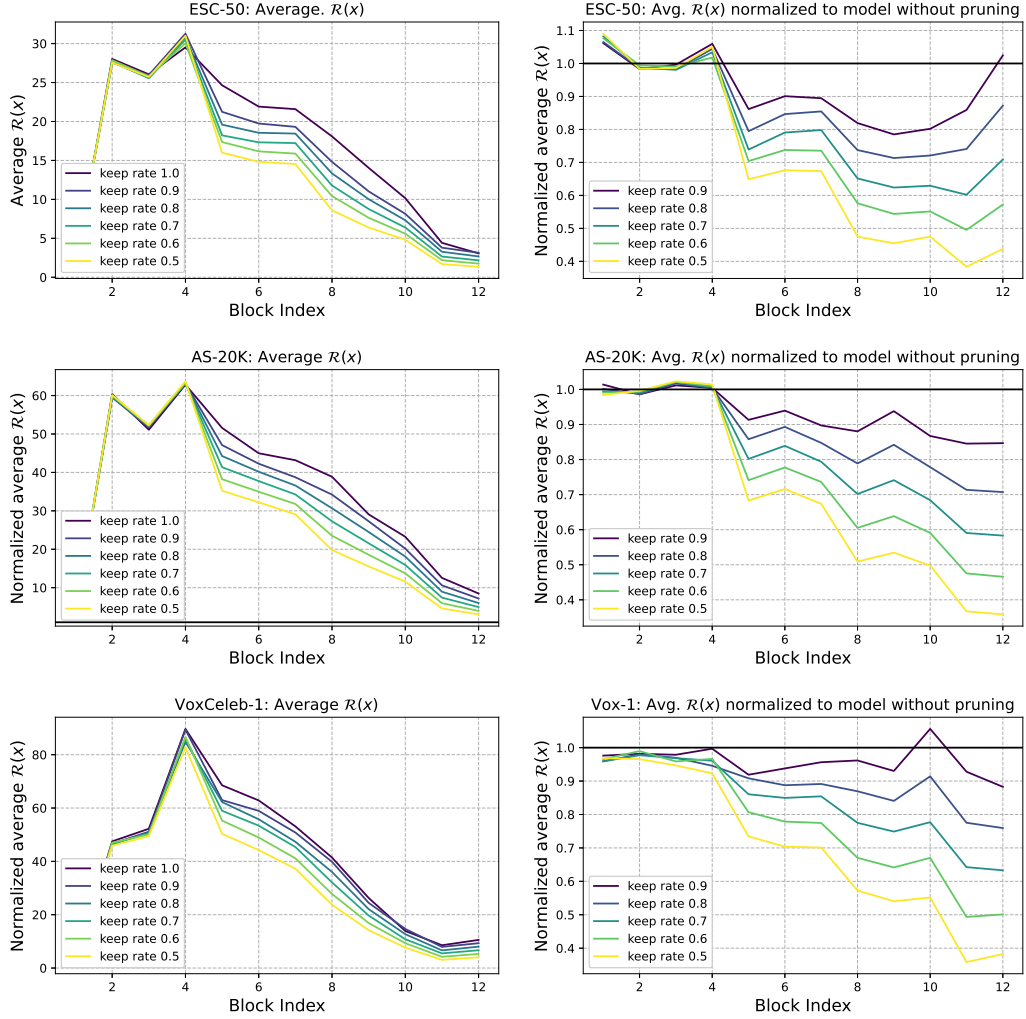 ESC-50: Average. R(x)
Average R(x)
30
25
20
15
10
5
0
keep rate 1.0
keep rate 0.9
keep rate 0.8
keep rate 0.7
keep rate 0.6
keep rate 0.5
2 4 6 8 10 12
Block Index
ESC-50: Avg. R(x) normalized to model without pruning
Normalized average R(x)
1.1
1.0
0.9
0.8
0.7
0.6
0.5
0.4
keep rate 0.9
keep rate 0.8
keep rate 0.7
keep rate 0.6
keep rate 0.5
2 4 6 8 10 12
Block Index
AS-20K: Average R(x)
Normalized average R(x)
60
50
40
30
20
10
keep rate 1.0
keep rate 0.9
keep rate 0.8
keep rate 0.7
keep rate 0.6
keep rate 0.5
2 4 6 8 10 12
Block Index
AS-20K: Avg. R(x) normalized to model without pruning
Normalized average R(x)
1.0
0.9
0.8
0.7
0.6
0.5
0.4
keep rate 0.9
keep rate 0.8
keep rate 0.7
keep rate 0.6
keep rate 0.5
2 4 6 8 10 12
Block Index
VoxCeleb-1: Average R(x)
Normalized average R(x)
80
60
40
20
0
keep rate 1.0
keep rate 0.9
keep rate 0.8
keep rate 0.7
keep rate 0.6
keep rate 0.5
2 4 6 8 10 12
Block Index
Vox-1: Avg. R(x) normalized to model without pruning
Normalized average R(x)
1.0
0.9
0.8
0.7
0.6
0.5
0.4
keep rate 0.9
keep rate 0.8
keep rate 0.7
keep rate 0.6
keep rate 0.5
2 4 6 8 10 12
Block Index